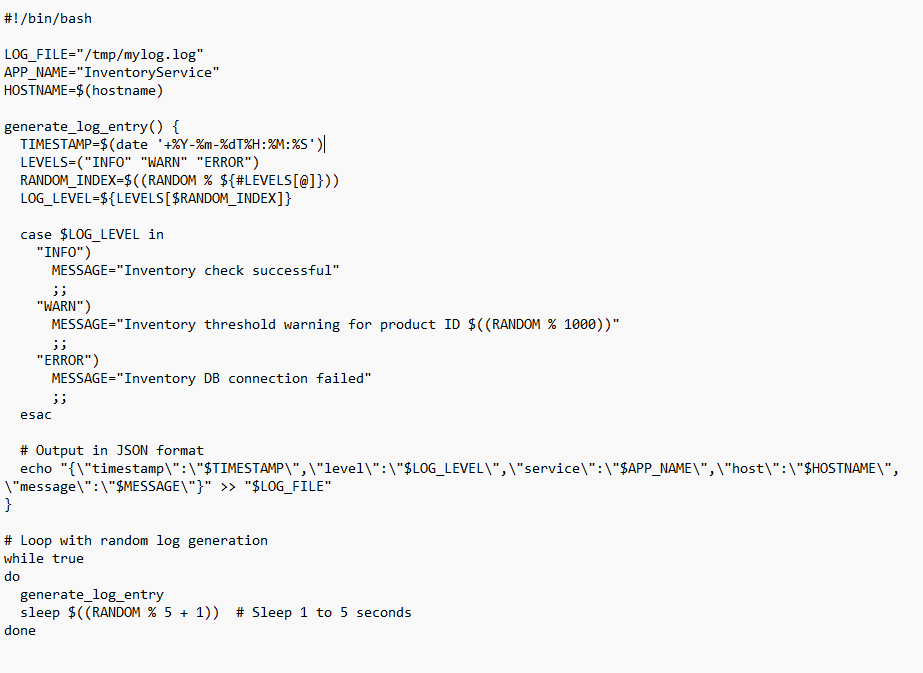 #!/bin/bash

LOG_FILE="/tmp/mylog.log"
APP_NAME="InventoryService"
HOSTNAME=$(hostname)

generate_log_entry() {
  TIMESTAMP=$(date '+%Y-%m-%dT%H:%M:%S')
  LEVELS=("INFO" "WARN" "ERROR")
  RANDOM_INDEX=$((RANDOM % ${#LEVELS[@]}))
  LOG_LEVEL=${LEVELS[$RANDOM_INDEX]}

  case $LOG_LEVEL in
    "INFO")
      MESSAGE="Inventory check successful"
      ;;
    "WARN")
      MESSAGE="Inventory threshold warning for product ID $((RANDOM % 1000))"
      ;;
    "ERROR")
      MESSAGE="Inventory DB connection failed"
      ;;
  esac

  # Output in JSON format
  echo "{\"timestamp\":\"$TIMESTAMP\",\"level\":\"$LOG_LEVEL\",\"service\":\"$APP_NAME\",\"host\":\"$HOSTNAME\",
\"message\":\"$MESSAGE\"}" >> "$LOG_FILE"
}

# Loop with random log generation
while true
do
  generate_log_entry
  sleep $((RANDOM % 5 + 1))  # Sleep 1 to 5 seconds
done